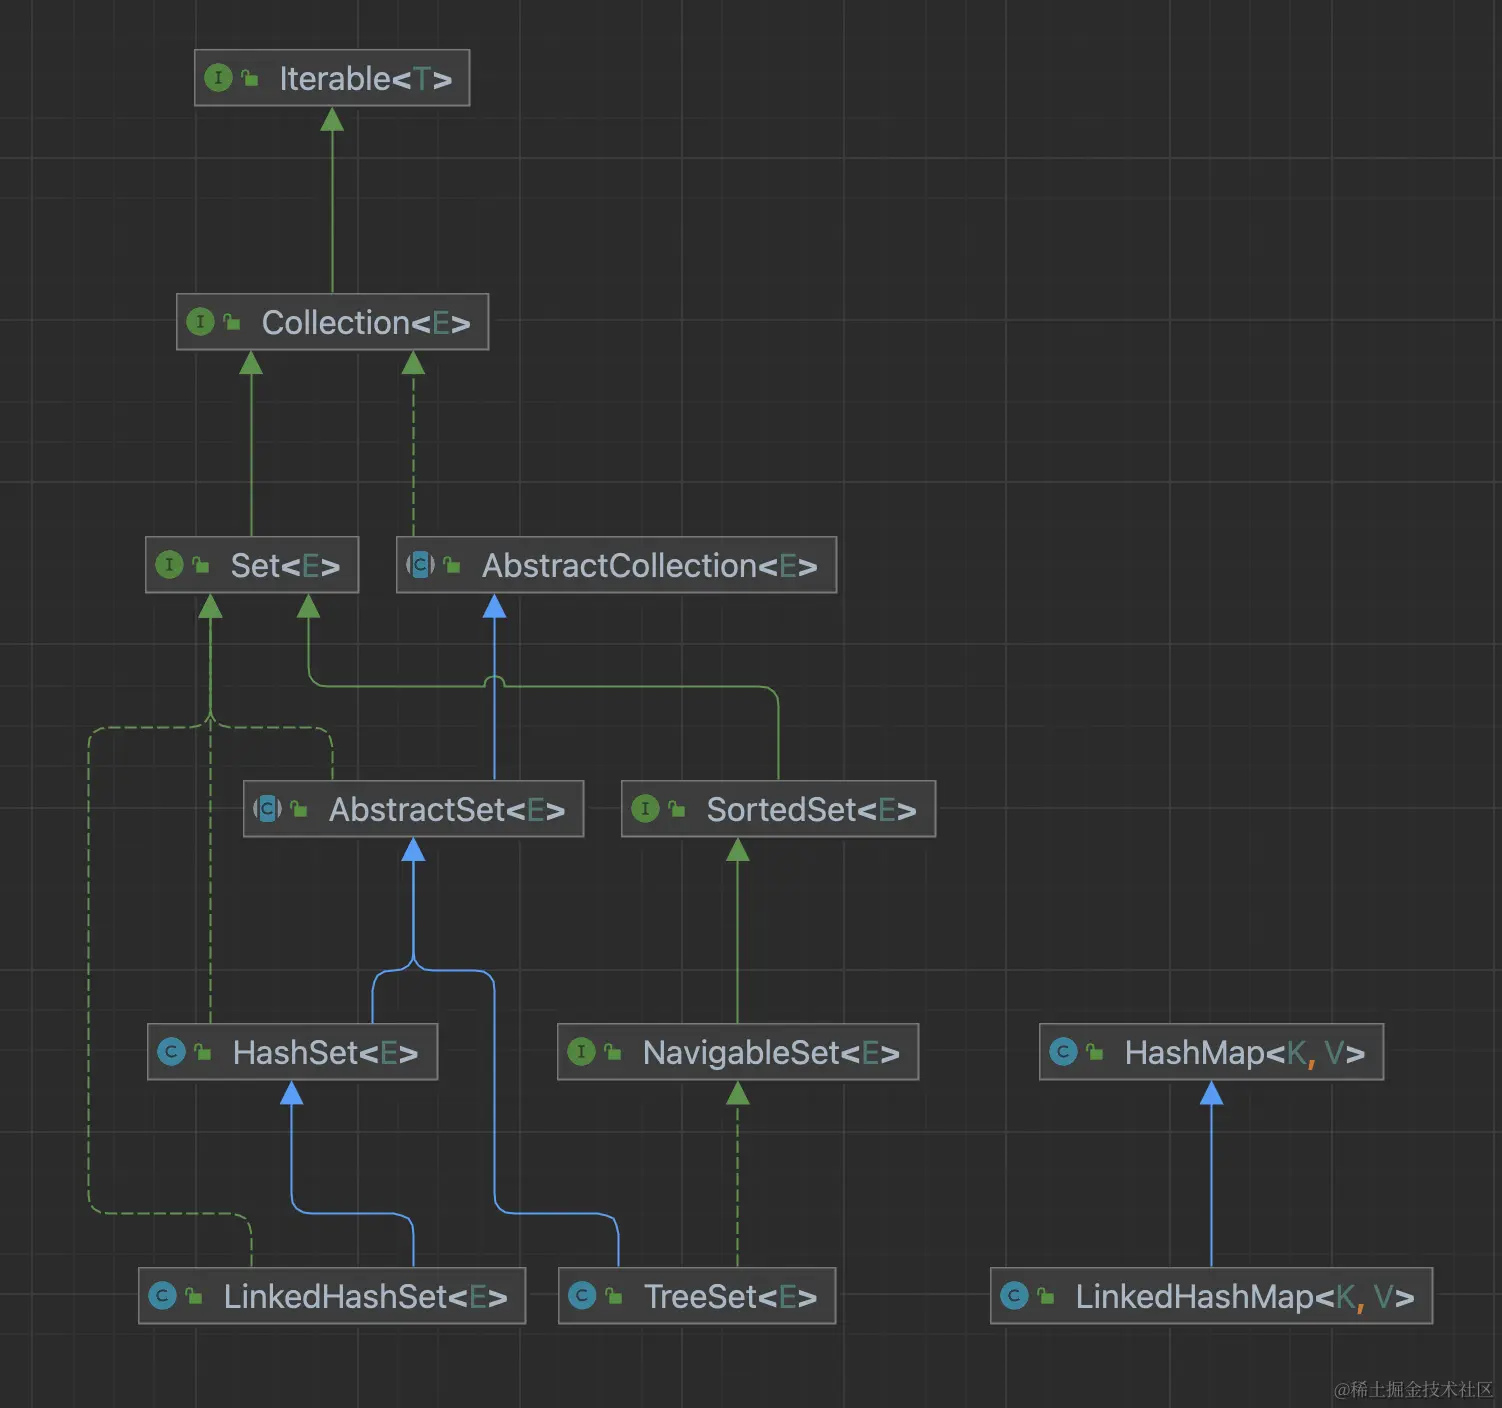 Iterable<T>
Collection<E>
Set<E>
AbstractCollection<E>
AbstractSet<E>
SortedSet<E>
HashSet<E>
NavigableSet<E>
HashMap<K, V>
LinkedHashSet<E>
TreeSet<E>
LinkedHashMap<K, V>
@稀土掘金技术社区